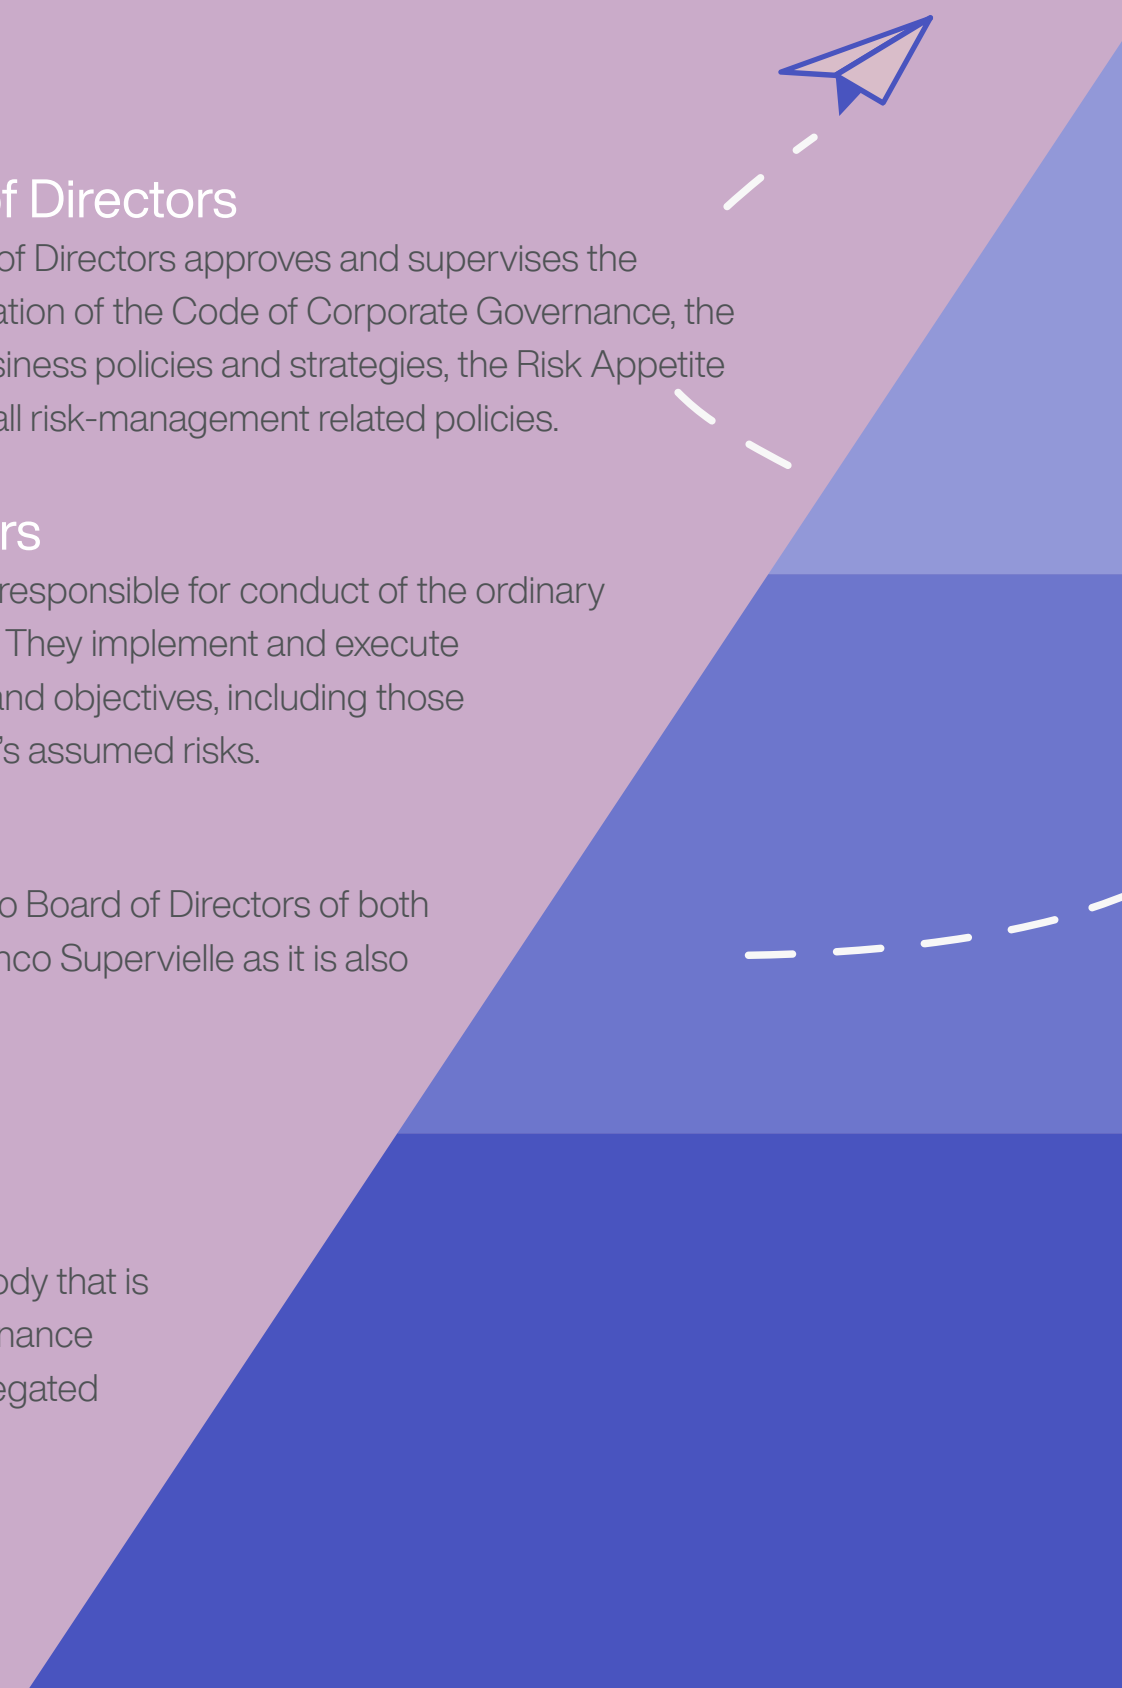 of Directors
of Directors approves and supervises the
ation of the Code of Corporate Governance, the
siness policies and strategies, the Risk Appetite
all risk-management related policies.
rs
responsible for conduct of the ordinary
They implement and execute
and objectives, including those
's assumed risks.
o Board of Directors of both
nco Supervielle as it is also
ody that is
nance
egated